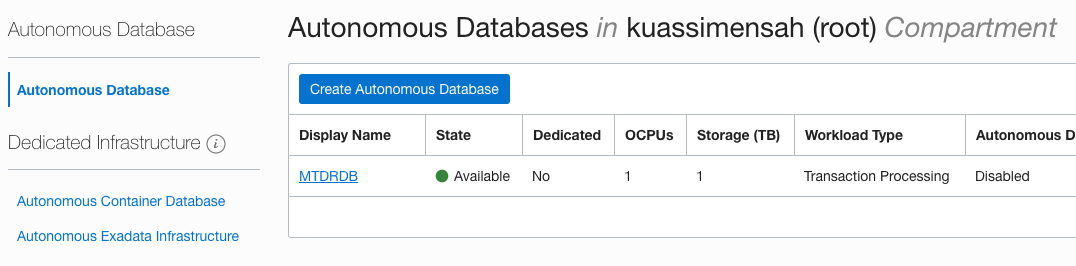 Autonomous Database
Autonomous Database
Dedicated Infrastructure i
Autonomous Container Database
Autonomous Exadata Infrastructure
Autonomous Databases in kuassimensah (root) Compartment
Create Autonomous Database
Display Name State Dedicated OCPUs Storage (TB) Workload Type Autonomous D
MTDRDB Available No 1 1 Transaction Processing Disabled